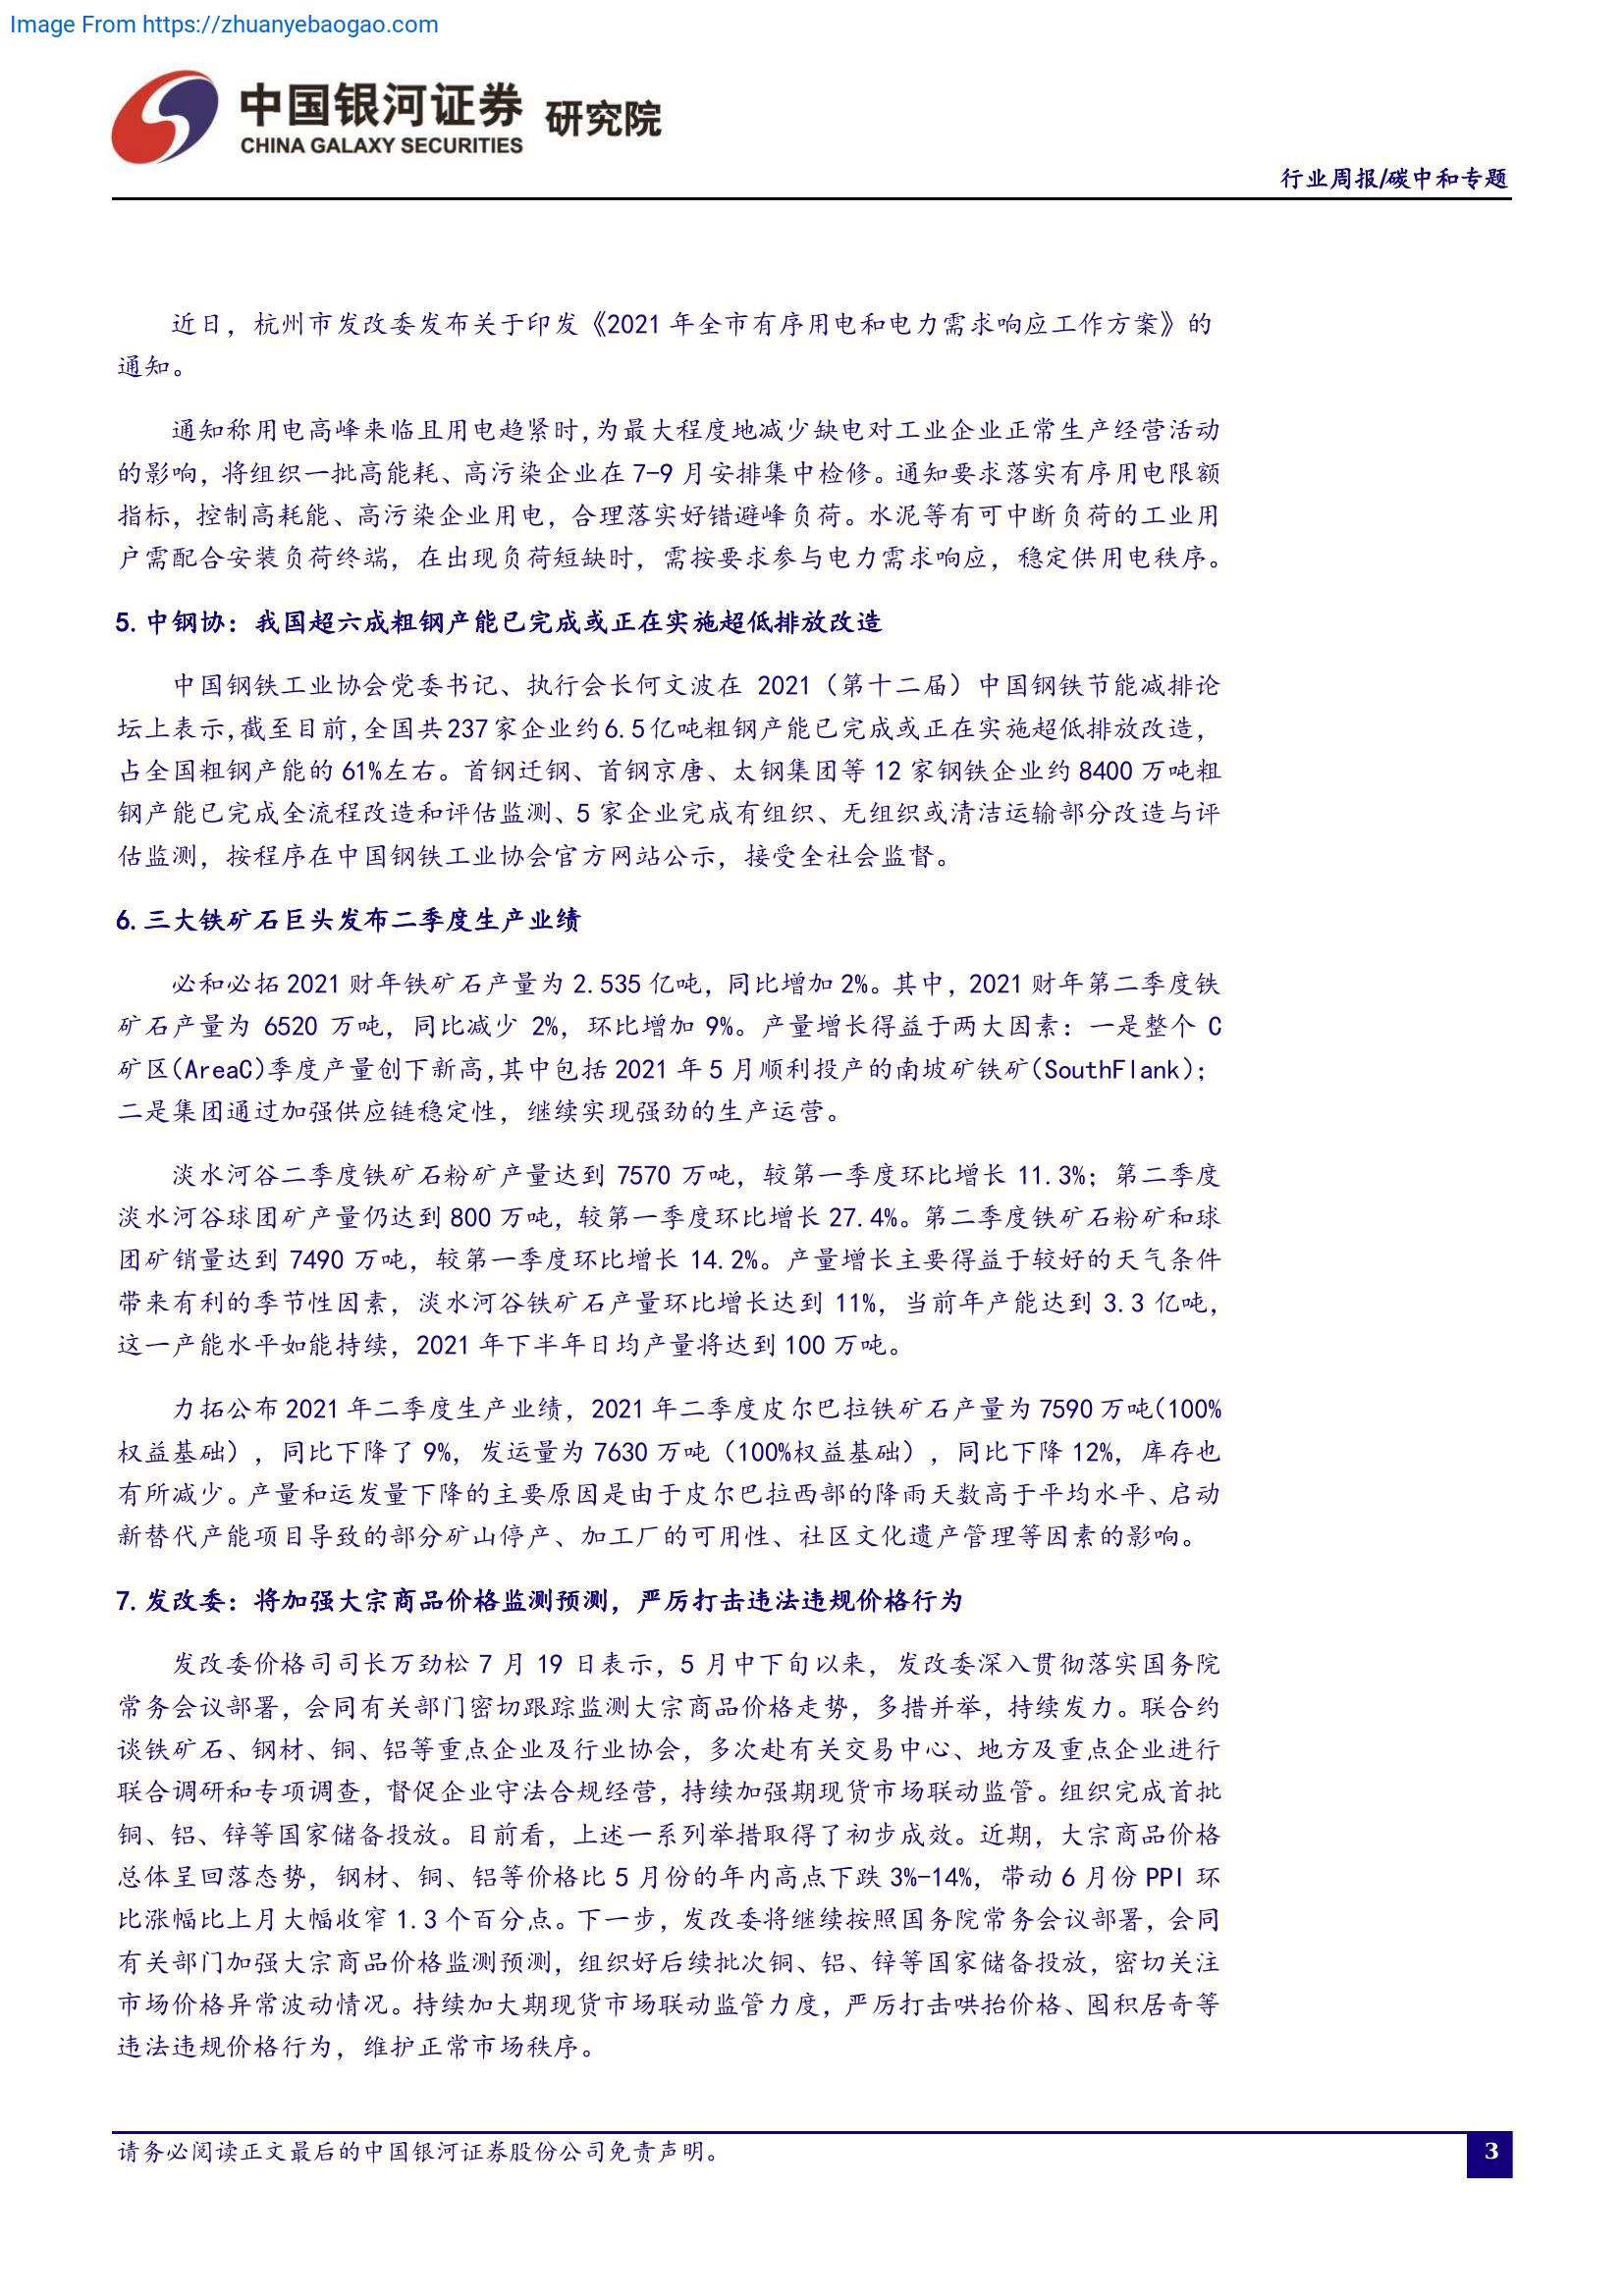 Image From https://zhuanyebaogao.com
中国银河证券 研究院
CHINA GALAXY SECURITIES
行业周报/碳中和专题
近日，杭州市发改委发布关于印发《2021 年全市有序用电和电力需求响应工作方案》的
通知。
通知称用电高峰来临且用电趋紧时,为最大程度地减少缺电对工业企业正常生产经营活动
的影响，将组织一批高能耗、高污染企业在 7-9 月安排集中检修。通知要求落实有序用电限额
指标，控制高耗能、高污染企业用电，合理落实好错避峰负荷。水泥等有可中断负荷的工业用
户需配合安装负荷终端，在出现负荷短缺时，需按要求参与电力需求响应，稳定供用电秩序。
5. 中钢协：我国超六成粗钢产能已完成或正在实施超低排放改造
中国钢铁工业协会党委书记、执行会长何文波在 2021（第十二届）中国钢铁节能减排论
坛上表示,截至目前,全国共237家企业约6.5亿吨粗钢产能已完成或正在实施超低排放改造，
占全国粗钢产能的 61%左右。首钢迁钢、首钢京唐、太钢集团等 12 家钢铁企业约 8400 万吨粗
钢产能已完成全流程改造和评估监测、5 家企业完成有组织、无组织或清洁运输部分改造与评
估监测，按程序在中国钢铁工业协会官方网站公示，接受全社会监督。
6. 三大铁矿石巨头发布二季度生产业绩
必和必拓 2021 财年铁矿石产量为 2.535 亿吨，同比增加 2%。其中，2021 财年第二季度铁
矿石产量为 6520 万吨，同比减少 2%，环比增加 9%。产量增长得益于两大因素：一是整个 C
矿区(AreaC)季度产量创下新高,其中包括 2021 年 5 月顺利投产的南坡矿铁矿(SouthFlank)；
二是集团通过加强供应链稳定性，继续实现强劲的生产运营。
淡水河谷二季度铁矿石粉矿产量达到 7570 万吨，较第一季度环比增长 11.3%；第二季度
淡水河谷球团矿产量仍达到 800 万吨，较第一季度环比增长 27.4%。第二季度铁矿石粉矿和球
团矿销量达到 7490 万吨，较第一季度环比增长 14.2%。产量增长主要得益于较好的天气条件
带来有利的季节性因素，淡水河谷铁矿石产量环比增长达到 11%，当前年产能达到 3.3 亿吨，
这一产能水平如能持续，2021 年下半年日均产量将达到 100 万吨。
力拓公布 2021 年二季度生产业绩，2021 年二季度皮尔巴拉铁矿石产量为 7590 万吨(100%
权益基础），同比下降了 9%，发运量为 7630 万吨（100%权益基础），同比下降 12%，库存也
有所减少。产量和运发量下降的主要原因是由于皮尔巴拉西部的降雨天数高于平均水平、启动
新替代产能项目导致的部分矿山停产、加工厂的可用性、社区文化遗产管理等因素的影响。
7. 发改委：将加强大宗商品价格监测预测，严厉打击违法违规价格行为
发改委价格司司长万劲松 7 月 19 日表示，5 月中下旬以来，发改委深入贯彻落实国务院
常务会议部署，会同有关部门密切跟踪监测大宗商品价格走势，多措并举，持续发力。联合约
谈铁矿石、钢材、铜、铝等重点企业及行业协会，多次赴有关交易中心、地方及重点企业进行
联合调研和专项调查，督促企业守法合规经营，持续加强期现货市场联动监管。组织完成首批
铜、铝、锌等国家储备投放。目前看，上述一系列举措取得了初步成效。近期，大宗商品价格
总体呈回落态势，钢材、铜、铝等价格比 5 月份的年内高点下跌 3%-14%，带动 6 月份 PPI 环
比涨幅比上月大幅收窄 1.3 个百分点。下一步，发改委将继续按照国务院常务会议部署，会同
有关部门加强大宗商品价格监测预测，组织好后续批次铜、铝、锌等国家储备投放，密切关注
市场价格异常波动情况。持续加大期现货市场联动监管力度，严厉打击哄抬价格、囤积居奇等
违法违规价格行为，维护正常市场秩序。
请务必阅读正文最后的中国银河证券股份公司免责声明。
3